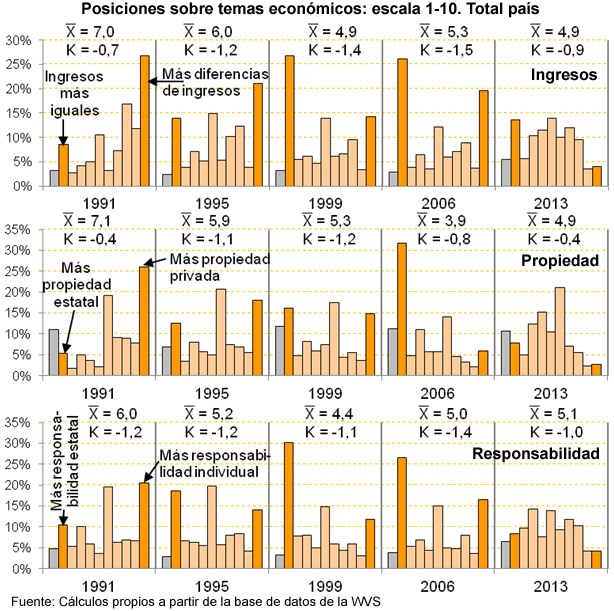 Posiciones sobre temas económicos: escala 1-10. Total país
X̅ = 7,0 X̅ = 6,0 X̅ = 4,9 X̅ = 5,3 X̅ = 4,9
K = -0,7 K = -1,2 K = -1,4 K = -1,5 K = -0,9
30%
25%
20%
15%
10%
5%
0%
Ingresos
más
iguales
Más diferencias
de ingresos
Ingresos
1991 1995 1999 2006 2013
X̅ = 7,1 X̅ = 5,9 X̅ = 5,3 X̅ = 3,9 X̅ = 4,9
K = -0,4 K = -1,1 K = -1,2 K = -0,8 K = -0,4
35%
30%
25%
20%
15%
10%
5%
0%
Más
propiedad
estatal
Más propiedad
privada
Propiedad
1991 1995 1999 2006 2013
X̅ = 6,0 X̅ = 5,2 X̅ = 4,4 X̅ = 5,0 X̅ = 5,1
K = -1,2 K = -1,2 K = -1,1 K = -1,4 K = -1,0
35%
30%
25%
20%
15%
10%
5%
0%
Más responsa-
bilidad estatal
Más responsabi-
lidad individual
Responsabilidad
1991 1995 1999 2006 2013
Fuente: Cálculos propios a partir de la base de datos de la WVS